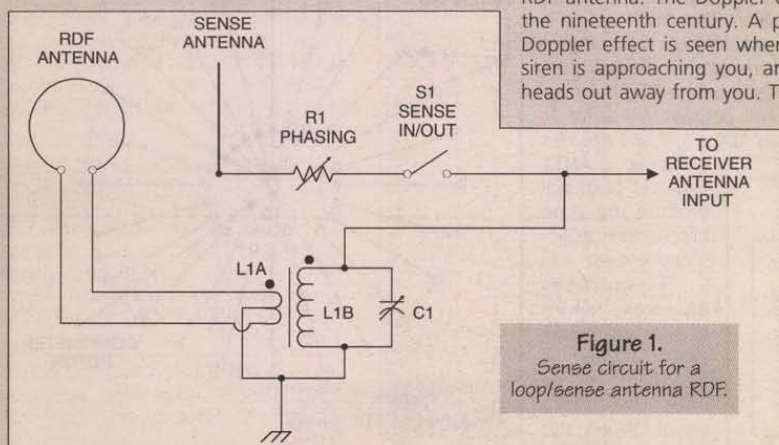 RDF antenna. The Doppler
the nineteenth century. A p
Doppler effect is seen when
siren is approaching you, an
heads out away from you. T
RDF
ANTENNA
SENSE
ANTENNA
R1
PHASING
S1
SENSE
IN/OUT
TO
RECEIVER
ANTENNA
INPUT
L1A
L1B
C1
Figure 1.
Sense circuit for a
loop/sense antenna RDF.